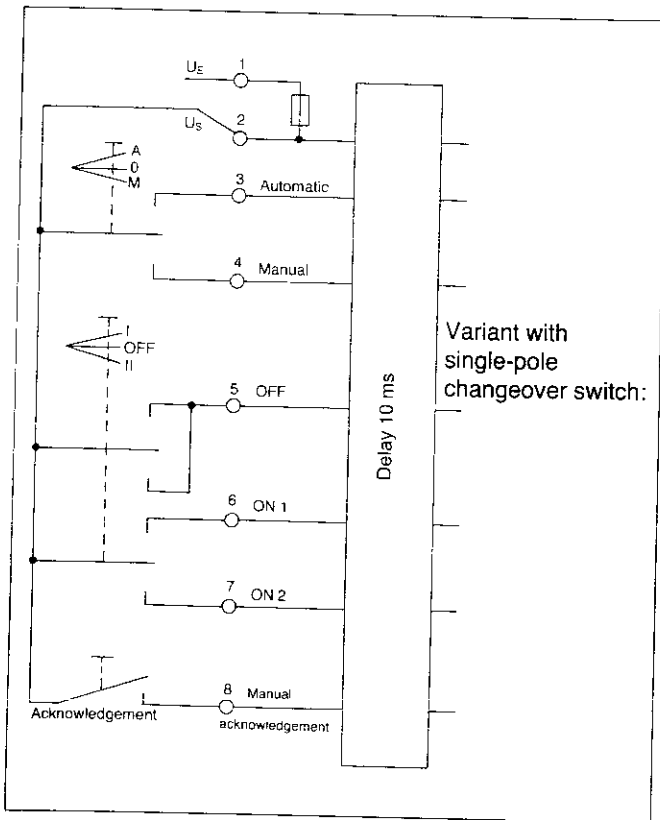 U_E 1
U_S 2
A
0
M
3 Automatic
4 Manual
I
OFF
II
5 OFF
Delay 10 ms
Variant with
single-pole
changeover switch:
6 ON 1
7 ON 2
8 Manual
acknowledgement
Acknowledgement